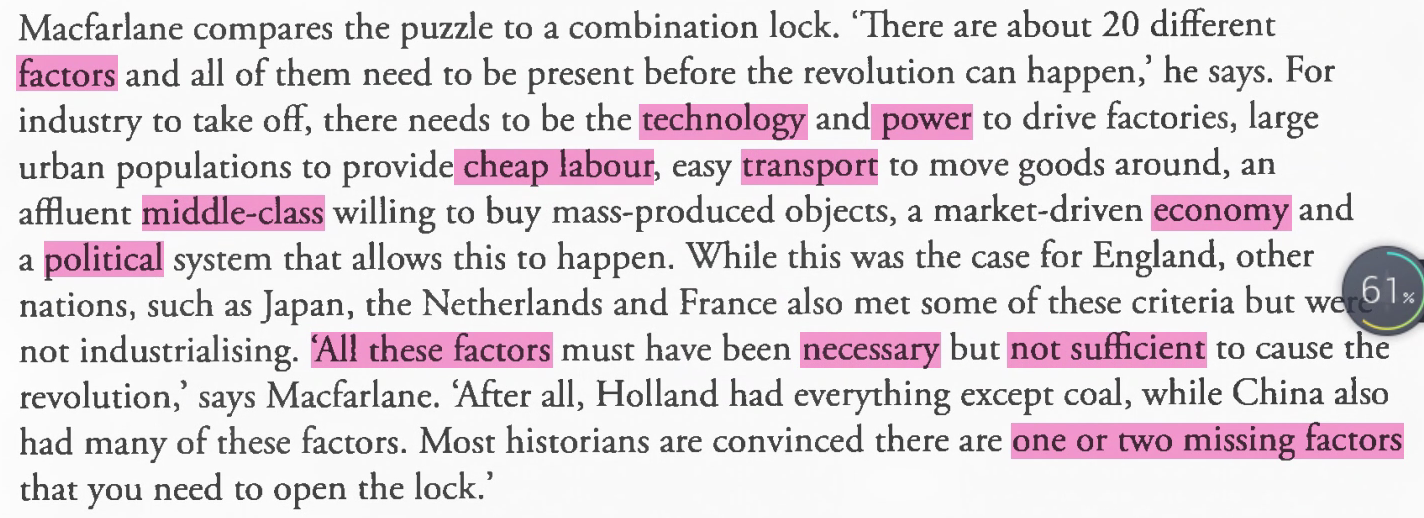 Macfarlane compares the puzzle to a combination lock. ‘There are about 20 different
factors and all of them need to be present before the revolution can happen,’ he says. For
industry to take off, there needs to be the technology and power to drive factories, large
urban populations to provide cheap labour, easy transport to move goods around, an
affluent middle-class willing to buy mass-produced objects, a market-driven economy and
a political system that allows this to happen. While this was the case for England, other
nations, such as Japan, the Netherlands and France also met some of these criteria but were
61%
not industrialising. ‘All these factors must have been necessary but not sufficient to cause the
revolution,’ says Macfarlane. ‘After all, Holland had everything except coal, while China also
had many of these factors. Most historians are convinced there are one or two missing factors
that you need to open the lock.’